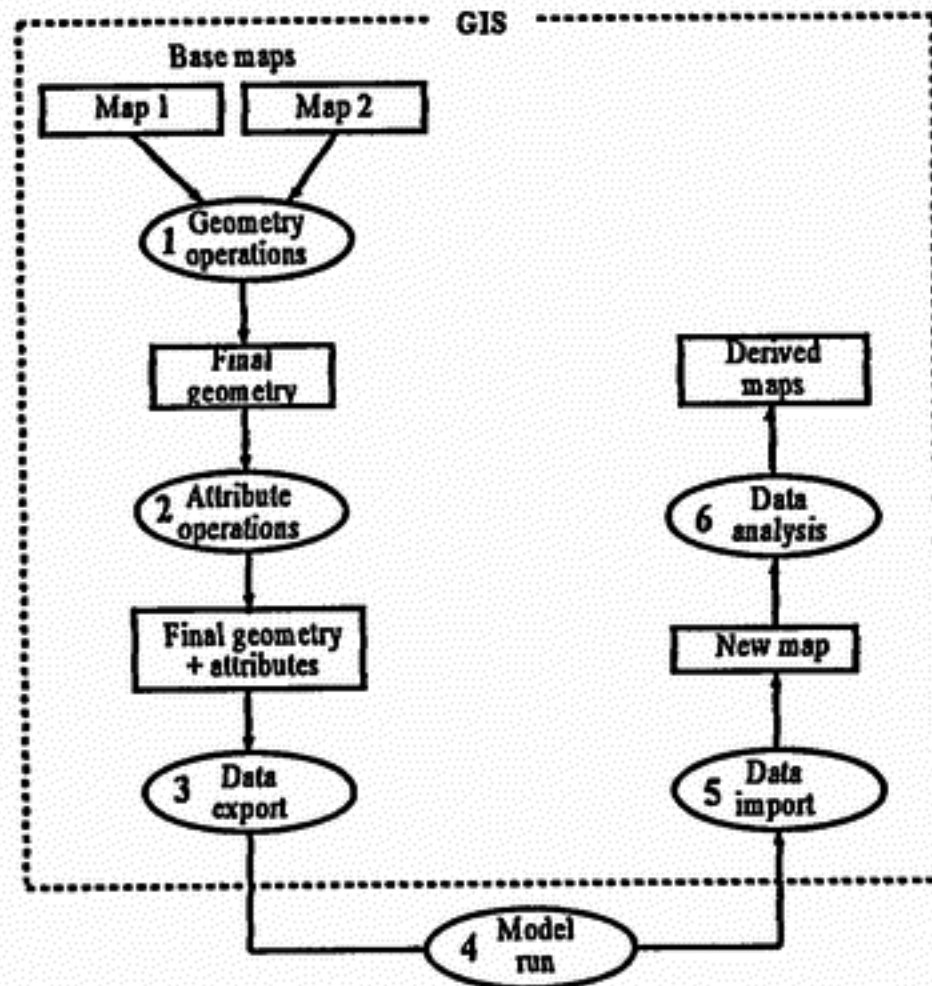 GIS
Base maps
Map 1
Map 2
1 Geometry
operations
Final
geometry
2 Attribute
operations
Final geometry
+ attributes
3 Data
export
4 Model
run
5 Data
import
New map
6 Data
analysis
Derived
maps